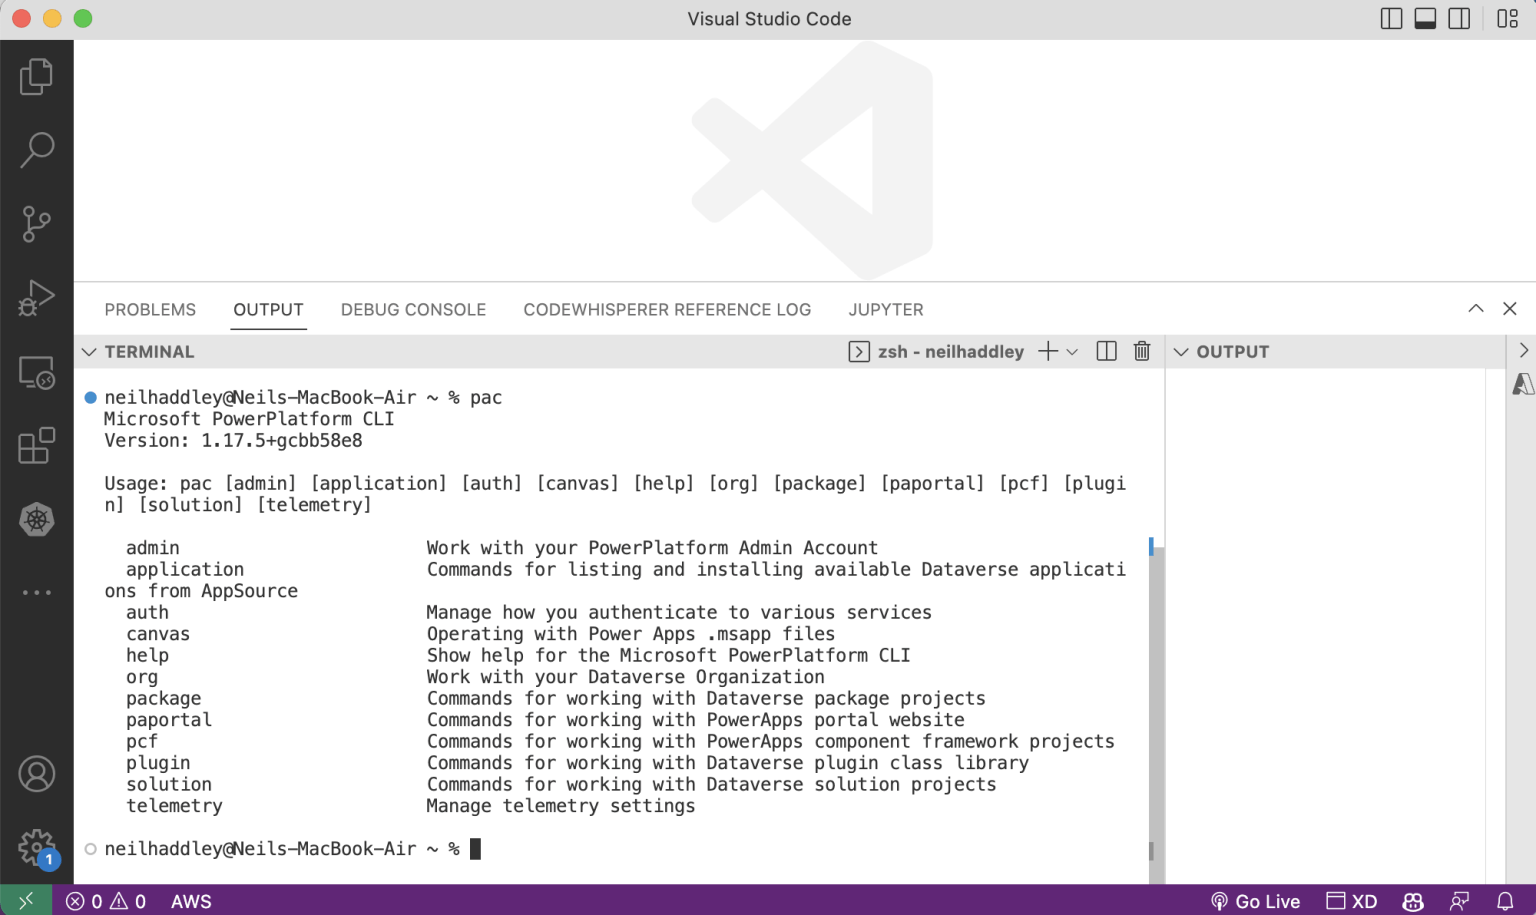 Visual Studio Code
PROBLEMS OUTPUT DEBUG CONSOLE CODEWHISPERER REFERENCE LOG JUPYTER
TERMINAL zsh - neilhaddley OUTPUT
neilhaddley@Neils-MacBook-Air ~ % pac
Microsoft PowerPlatform CLI
Version: 1.17.5+gcbb58e8
Usage: pac [admin] [application] [auth] [canvas] [help] [org] [package] [paportal] [pcf] [plugi
n] [solution] [telemetry]
admin Work with your PowerPlatform Admin Account
application Commands for listing and installing available Dataverse applicati
ons from AppSource
auth Manage how you authenticate to various services
canvas Operating with Power Apps .msapp files
help Show help for the Microsoft PowerPlatform CLI
org Work with your Dataverse Organization
package Commands for working with Dataverse package projects
paportal Commands for working with PowerApps portal website
pcf Commands for working with PowerApps component framework projects
plugin Commands for working with Dataverse plugin class library
solution Commands for working with Dataverse solution projects
telemetry Manage telemetry settings
neilhaddley@Neils-MacBook-Air ~ %
1
0 0 AWS Go Live XD